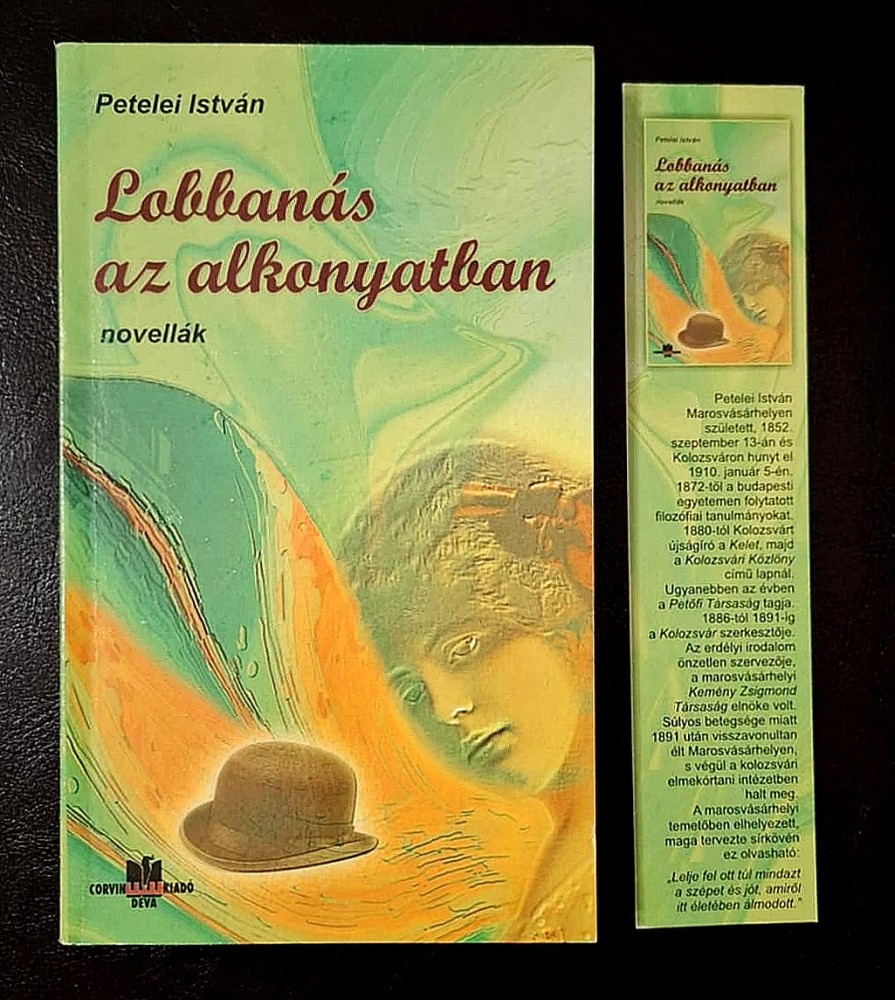 Petelei István
Lobbanás
az alkonyatban
novellák
CORVIN KIADÓ
DÉVA
Petelei István
Lobbanás
az alkonyatban
novellák
Petelei István
Marosvásárhelyen
született, 1852.
szeptember 13-án és
Kolozsváron hunyt el
1910. január 5-én.
1872-től a budapesti
egyetemen folytatott
filozófiai tanulmányokat.
1880-tól Kolozsvárt
újságíró a Kelet, majd
a Kolozsvári Közlöny
című lapnál.
Ugyanebben az évben
a Petőfi Társaság tagja.
1886-tól 1891-ig
a Kolozsvár szerkesztője.
Az erdélyi irodalom
önzetlen szervezője,
a marosvásárhelyi
Kemény Zsigmond
Társaság elnöke volt.
Súlyos betegsége miatt
1891 után visszavonultan
élt Marosvásárhelyen,
s végül a kolozsvári
elmekórtani intézetben
halt meg.
A marosvásárhelyi
temetőben elhelyezett,
maga tervezte sírkövén
ez olvasható:
„Lelje fel ott túl mindazt
a szépet és jót, amiről
itt életében álmodott."